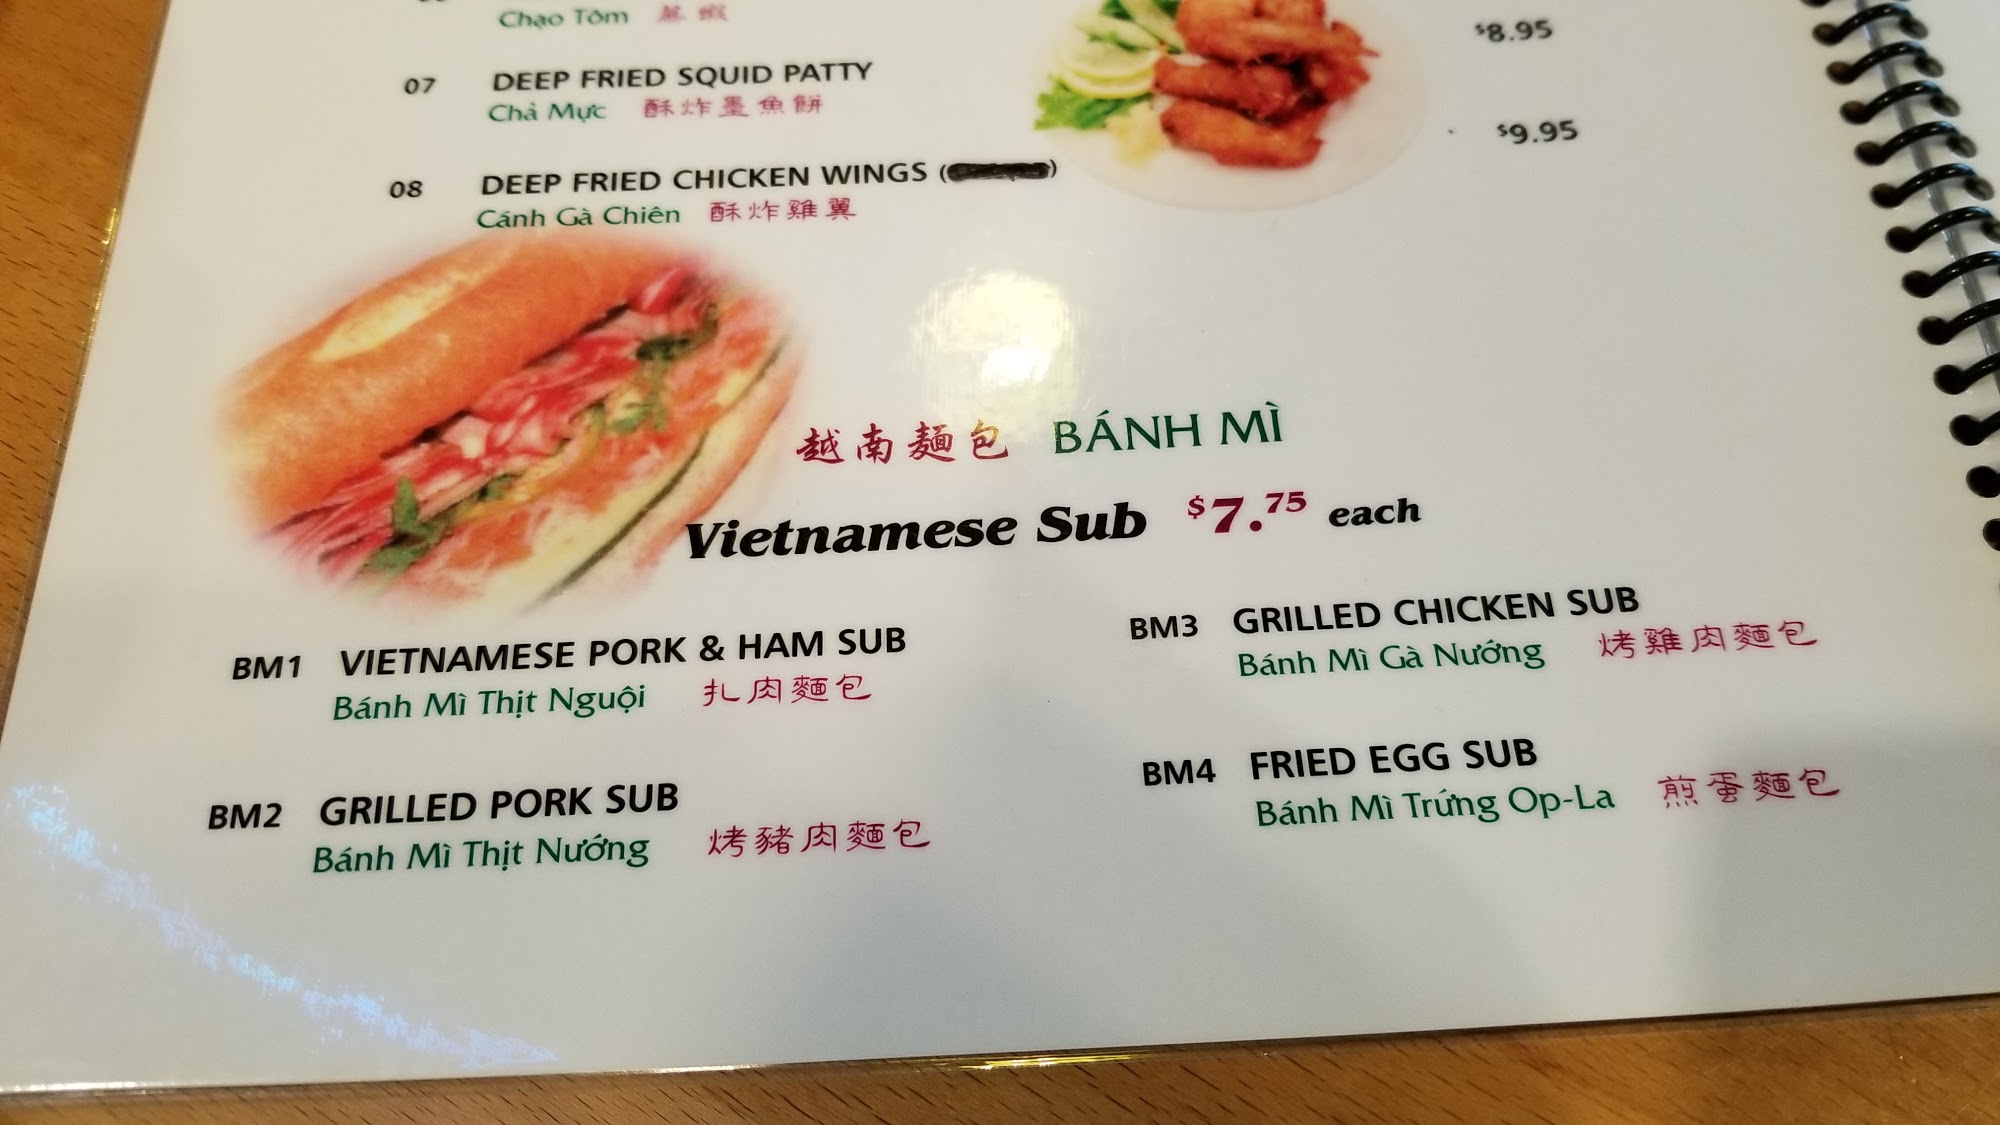 Chạo Tôm
$8.95
07 DEEP FRIED SQUID PATTY
Chả Mực 酥炸墨魚餅
$9.95
08 DEEP FRIED CHICKEN WINGS ( )
Cánh Gà Chiên 酥炸雞翼
越南麵包 BÁNH MÌ
Vietnamese Sub $7.75 each
BM1 VIETNAMESE PORK & HAM SUB
Bánh Mì Thịt Nguội 扎肉麵包
BM2 GRILLED PORK SUB
Bánh Mì Thịt Nướng 烤豬肉麵包
BM3 GRILLED CHICKEN SUB
Bánh Mì Gà Nướng 烤雞肉麵包
BM4 FRIED EGG SUB
Bánh Mì Trứng Op-La 煎蛋麵包